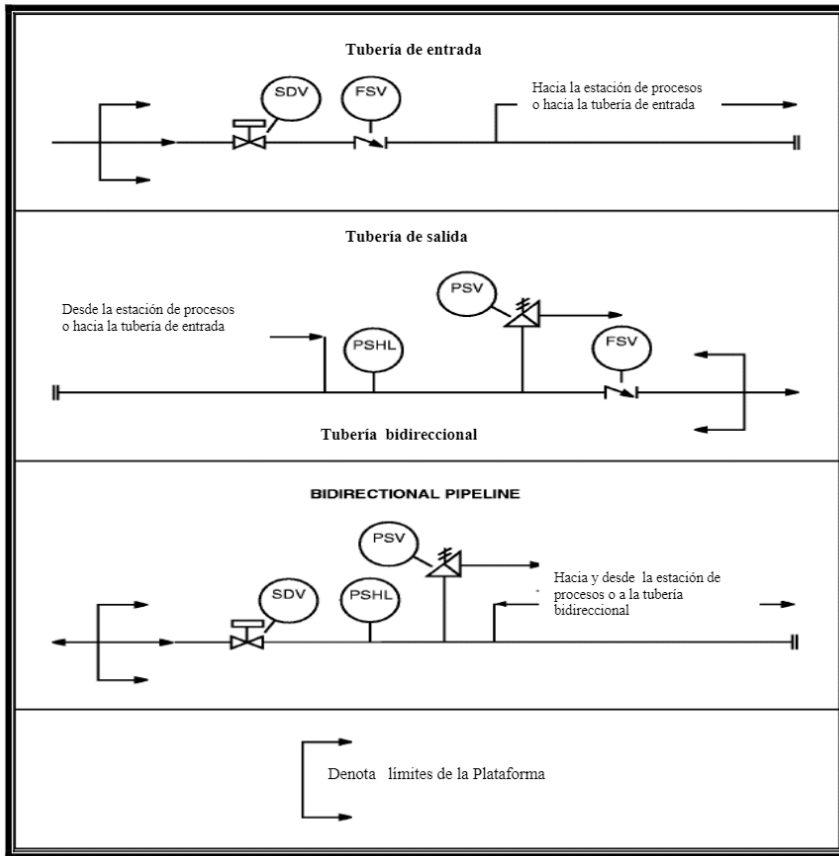 Tubería de entrada
SDV
FSV
Hacia la estación de procesos
o hacia la tubería de entrada
Tubería de salida
Desde la estación de procesos
o hacia la tubería de entrada
PSV
PSHL
FSV
Tubería bidireccional
BIDIRECTIONAL PIPELINE
PSV
SDV
PSHL
Hacia y desde la estación de
procesos o a la tubería
bidireccional
Denota límites de la Plataforma